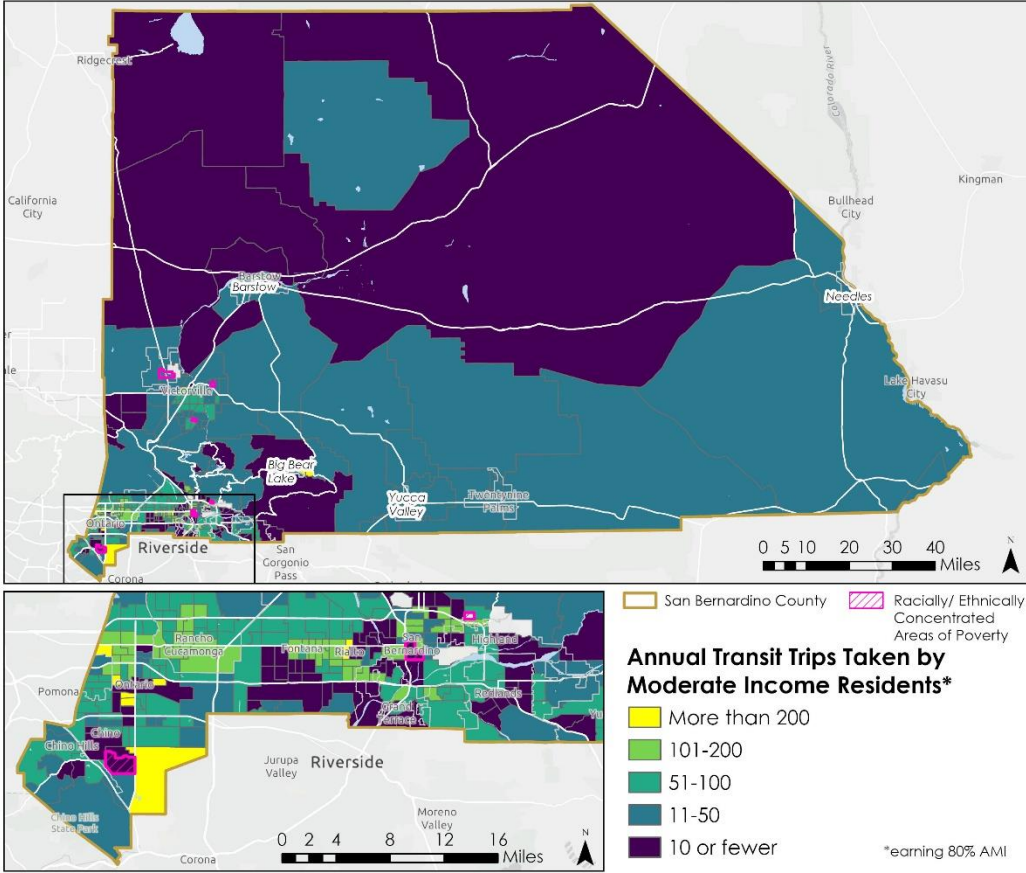 Ridgecrest
Colorado River
California
City
Kingman
Bullhead
City
Barstow
Barstow
Needles
Lake Havasu
City
Victorville
Big Bear
Lake
Yucca
Valley
Twentynine
Palms
Ontario
Riverside
San
Gorgonio
Pass
Corona
N
0 5 10 20 30 40
Miles
San Bernardino County
Racially/ Ethnically
Concentrated
Areas of Poverty
Annual Transit Trips Taken by
Moderate Income Residents*
More than 200
101-200
51-100
11-50
10 or fewer
*earning 80% AMI
Rancho
Cucamonga
Fontana
Rialto
San
Bernardino
Highland
Pomona
Ontario
Redlands
Grand
Terrace
Yu
Chino
Chino Hills
Jurupa
Valley
Riverside
Chino Hills
State Park
Moreno
Valley
Corona
0 2 4 8 12 16
Miles
N